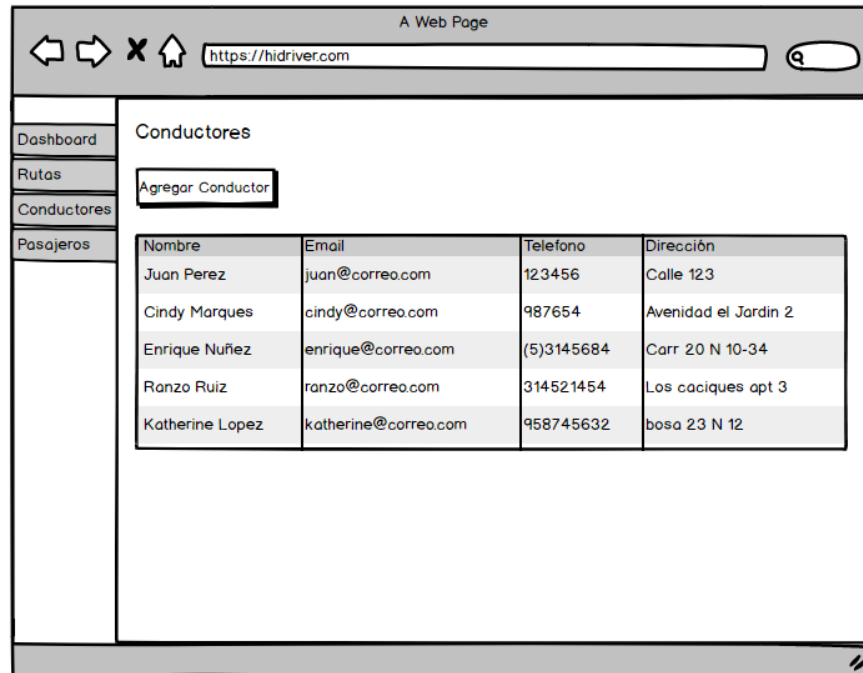 A Web Page
https://hidriver.com
Dashboard
Rutas
Conductores
Pasajeros
Conductores
Agregar Conductor
Nombre Email Telefono Dirección
Juan Perez juan@correo.com 123456 Calle 123
Cindy Marques cindy@correo.com 987654 Avenidad el Jardin 2
Enrique Nuñez enrique@correo.com (5)3145684 Carr 20 N 10-34
Ranzo Ruiz ranzo@correo.com 314521454 Los caciques apt 3
Katherine Lopez katherine@correo.com 958745632 bosa 23 N 12